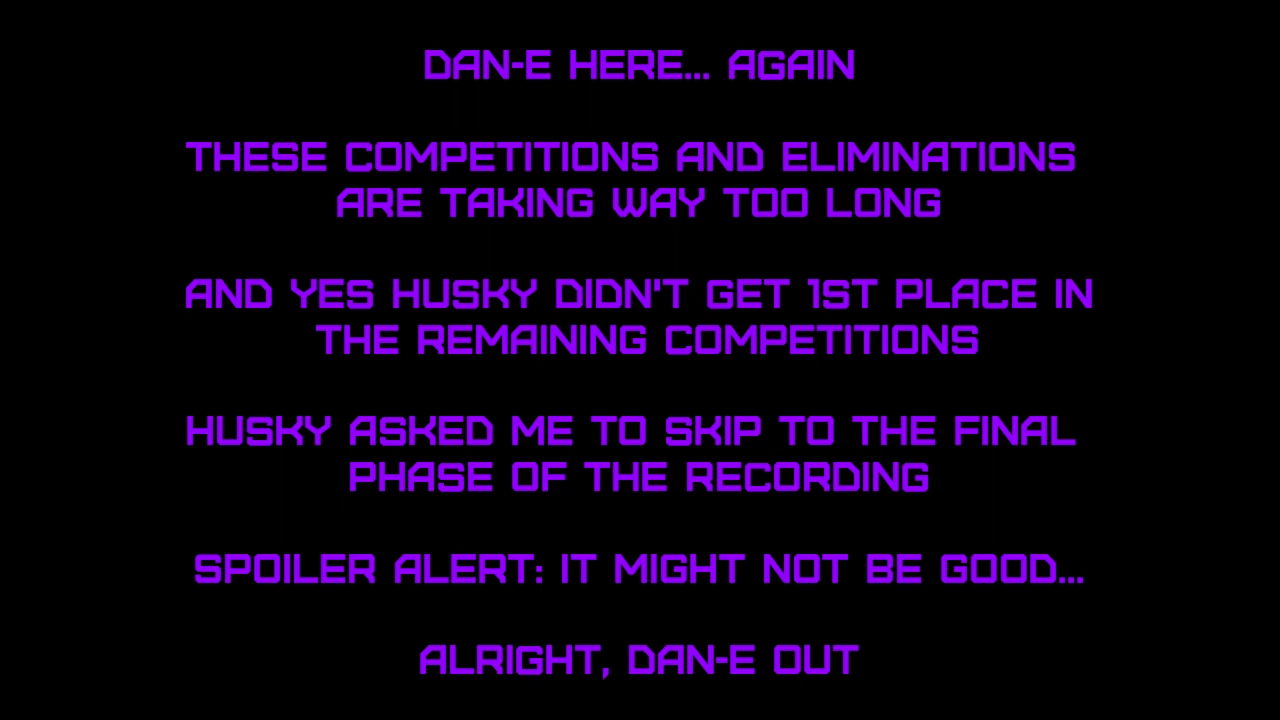 DAN-E HERE... AGAIN
THESE COMPETITIONS AND ELIMINATIONS
ARE TAKING WAY TOO LONG
AND YES HUSKY DIDN'T GET 1ST PLACE IN
THE REMAINING COMPETITIONS
HUSKY ASKED ME TO SKIP TO THE FINAL
PHASE OF THE RECORDING
SPOILER ALERT: IT MIGHT NOT BE GOOD...
ALRIGHT, DAN-E OUT